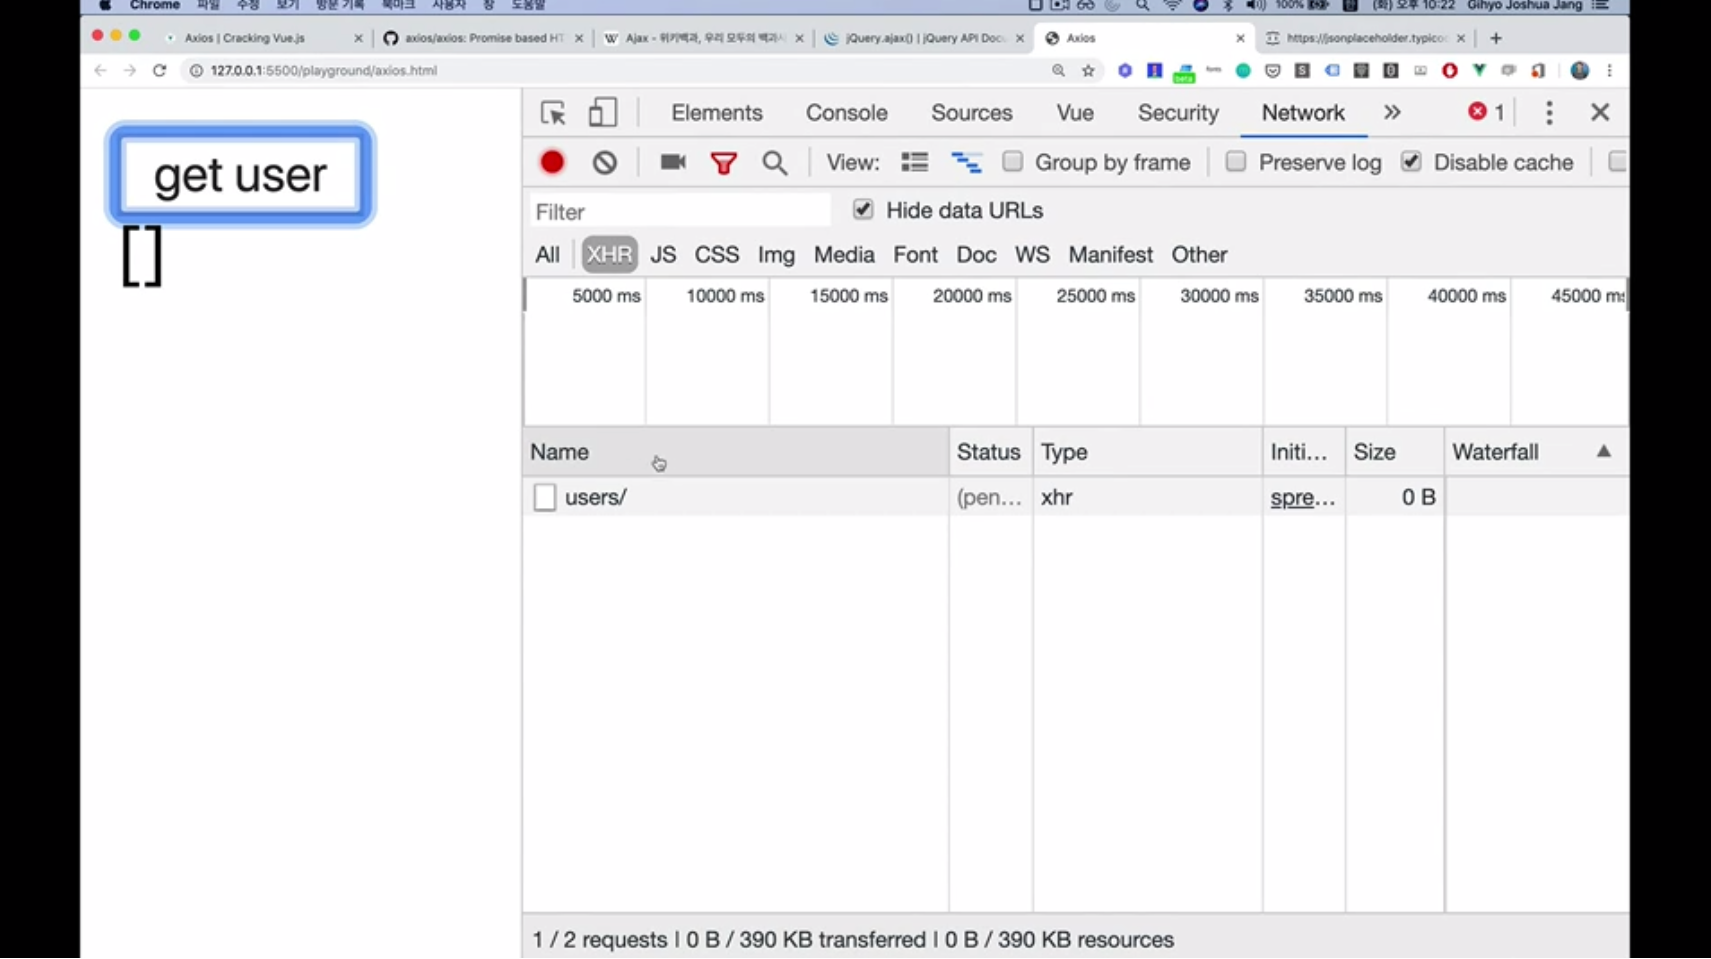 Chrome 파일 수정 보기 방문 기록 북마크 사용자 창 도움말 100% (화) 오후 10:22 Gihyo Joshua Jang
Axios | Cracking Vue.js axios/axios: Promise based HT Ajax - 위키백과, 우리 모두의 백과사 jQuery.ajax() | jQuery API Docu Axios https://jsonplaceholder.typicoc
127.0.0.1:5500/playground/axios.html
beta
get user
[]
Elements Console Sources Vue Security Network » 1
View: Group by frame Preserve log Disable cache
Filter Hide data URLs
All XHR JS CSS Img Media Font Doc WS Manifest Other
5000 ms 10000 ms 15000 ms 20000 ms 25000 ms 30000 ms 35000 ms 40000 ms 45000 ms
Name Status Type Initi... Size Waterfall
users/ (pen... xhr spre... 0 B
1 / 2 requests | 0 B / 390 KB transferred | 0 B / 390 KB resources